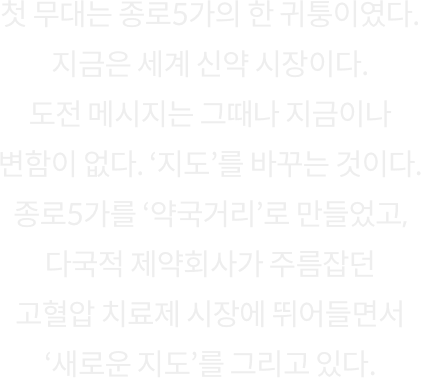 첫 무대는 종로5가의 한 귀퉁이였다.
지금은 세계 신약 시장이다.
도전 메시지는 그때나 지금이나
변함이 없다. ‘지도’를 바꾸는 것이다.
종로5가를 ‘약국거리’로 만들었고,
다국적 제약회사가 주름잡던
고혈압 치료제 시장에 뛰어들면서
‘새로운 지도’를 그리고 있다.